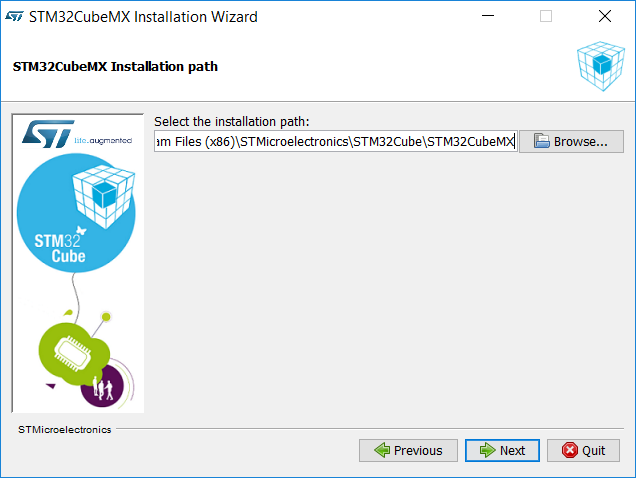 STM32CubeMX Installation Wizard
STM32CubeMX Installation path
ST life.augmented
STM32
Cube
Select the installation path:
am Files (x86)\STMicroelectronics\STM32Cube\STM32CubeMX
Browse...
STMicroelectronics
Previous
Next
Quit